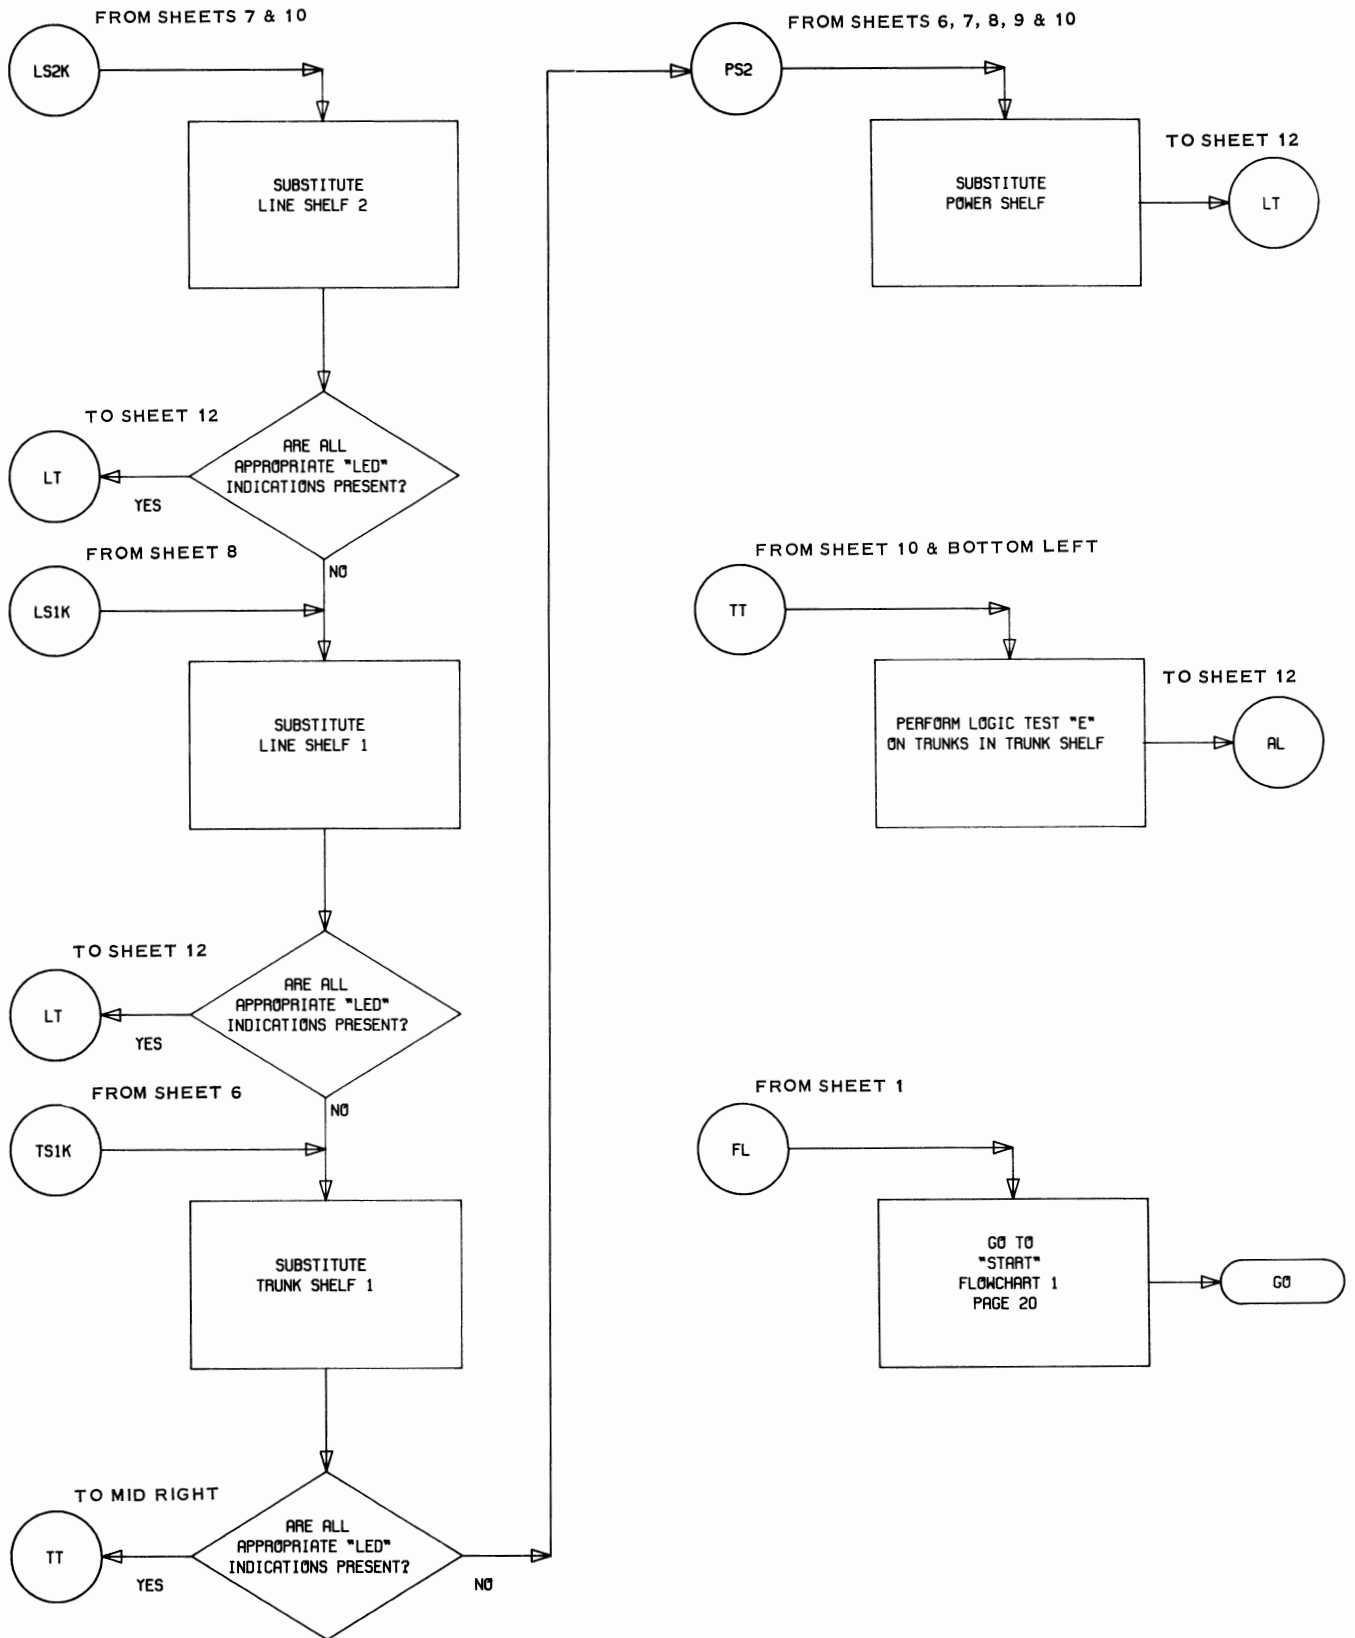 FROM SHEETS 7 & 10
LS2K
SUBSTITUTE
LINE SHELF 2
TO SHEET 12
LT
YES
ARE ALL
APPROPRIATE "LED"
INDICATIONS PRESENT?
NO
FROM SHEET 8
LS1K
SUBSTITUTE
LINE SHELF 1
TO SHEET 12
LT
YES
ARE ALL
APPROPRIATE "LED"
INDICATIONS PRESENT?
NO
FROM SHEET 6
TS1K
SUBSTITUTE
TRUNK SHELF 1
TO MID RIGHT
TT
YES
ARE ALL
APPROPRIATE "LED"
INDICATIONS PRESENT?
NO
FROM SHEETS 6, 7, 8, 9 & 10
PS2
SUBSTITUTE
POWER SHELF
TO SHEET 12
LT
FROM SHEET 10 & BOTTOM LEFT
TT
PERFORM LOGIC TEST "E"
ON TRUNKS IN TRUNK SHELF
TO SHEET 12
AL
FROM SHEET 1
FL
GO TO
"START"
FLOWCHART 1
PAGE 20
GO